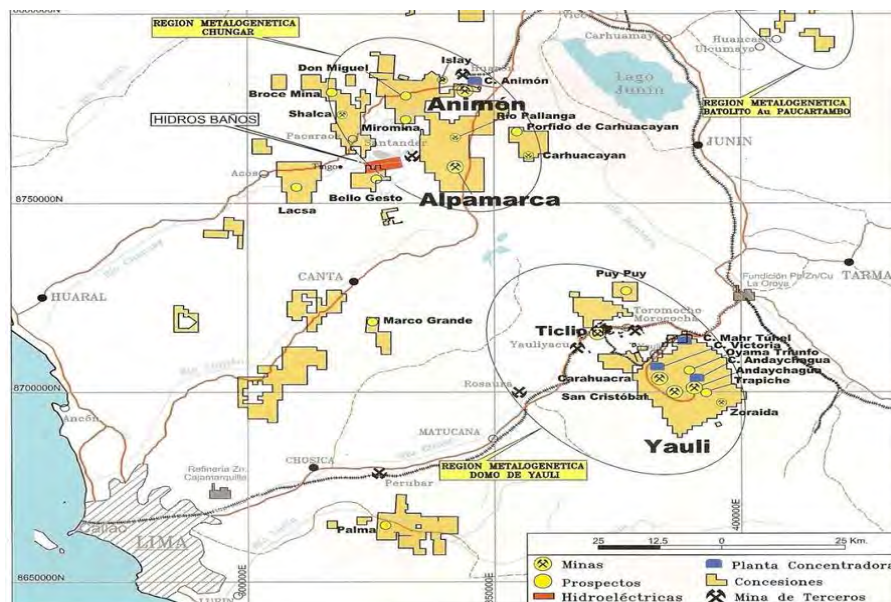 REGION METALOGENETICA
CHUNGAR
Carhuamayo
Huancas
Ulcumayo
Islay
Don Miguel
C. Animón
Broce Mina
Animón
Lago
Junin
Rio Pallanga
REGION METALOGENETICA
BATOLITO Au PAUCARTAMBO
Shalca
HIDROS BAÑOS
Miromina
Porfido de Carhuacayan
Pacaraos
Santander
JUNIN
Carhuacayan
Tingo
Acos
8750000N
Alpamarca
Bello Gesto
Lacsa
CANTA
Puy Puy
TARMA
Fundición Pb/Zn/Cu
La Oroya
HUARAL
Toromocho
Morococha
Marco Grande
Ticlio
C. Mahr Túnel
Yauliyacu
C. Victoria
Oyama Triunfo
C. Andaychagua
Carahuacra
Andaychagua
Trapiche
8700000N
Rosaura
San Cristóbal
Zoraida
Ancón
MATUCANA
Yauli
Refinería Zn
Cajamarquilla
CHOSICA
REGION METALOGENETICA
DOMO DE YAULI
Perubar
400000E
Callao
LIMA
Palma
25
12.5
0
25 Km.
Minas
Planta Concentradora
Prospectos
Concesiones
8650000N
Hidroeléctricas
Mina de Terceros